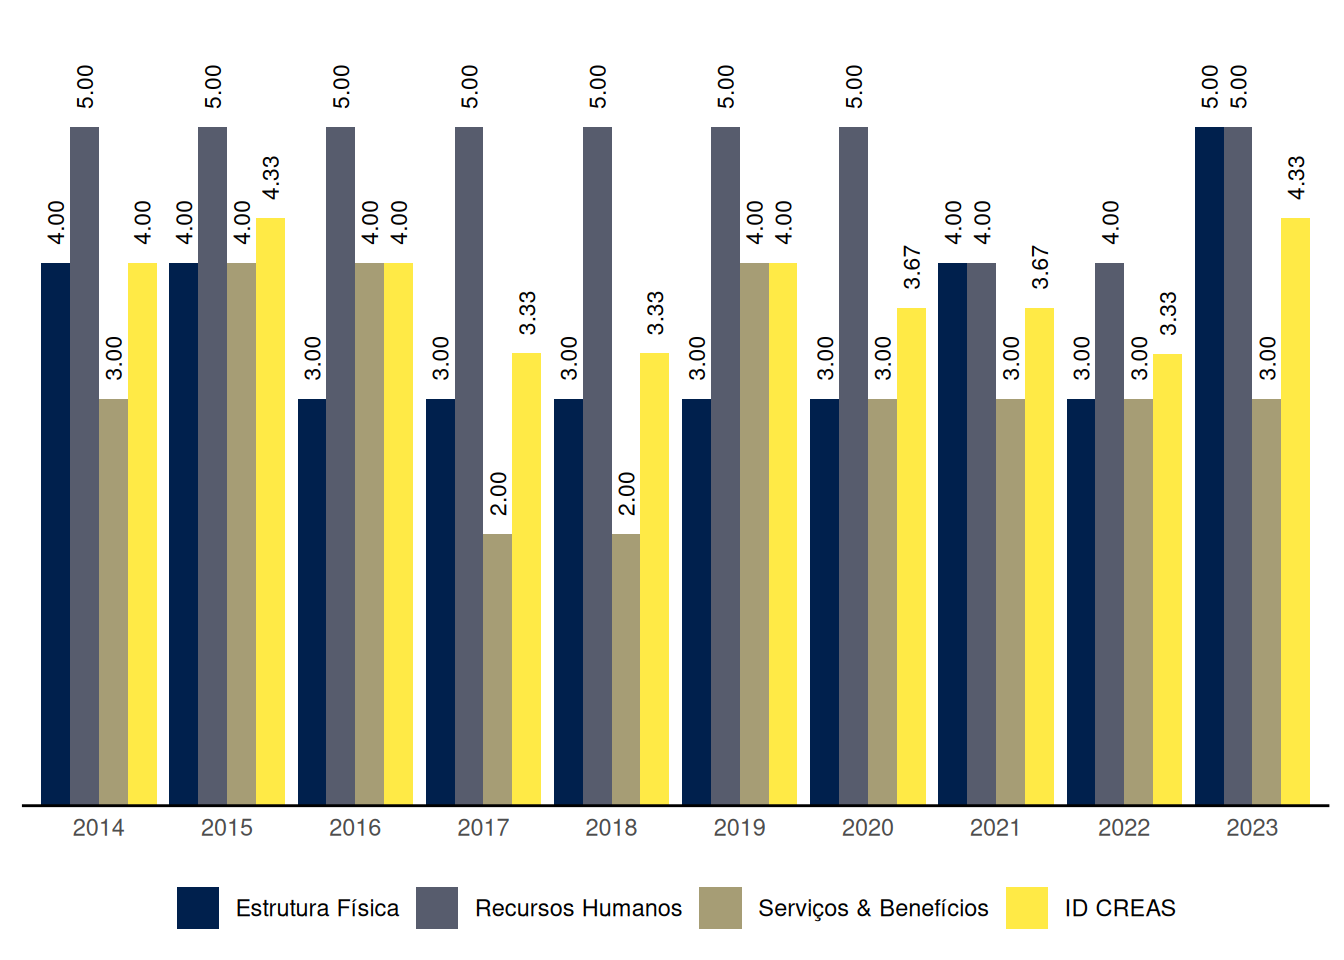 4.00 5.00 3.00 4.00
4.00 5.00 4.00 4.33
3.00 5.00 4.00 4.00
3.00 5.00 2.00 3.33
3.00 5.00 2.00 3.33
3.00 5.00 4.00 4.00
3.00 5.00 3.00 3.67
4.00 4.00 3.00 3.67
3.00 4.00 3.00 3.33
5.00 5.00 3.00 4.33
2014 2015 2016 2017 2018 2019 2020 2021 2022 2023
Estrutura Física Recursos Humanos Serviços & Benefícios ID CREAS